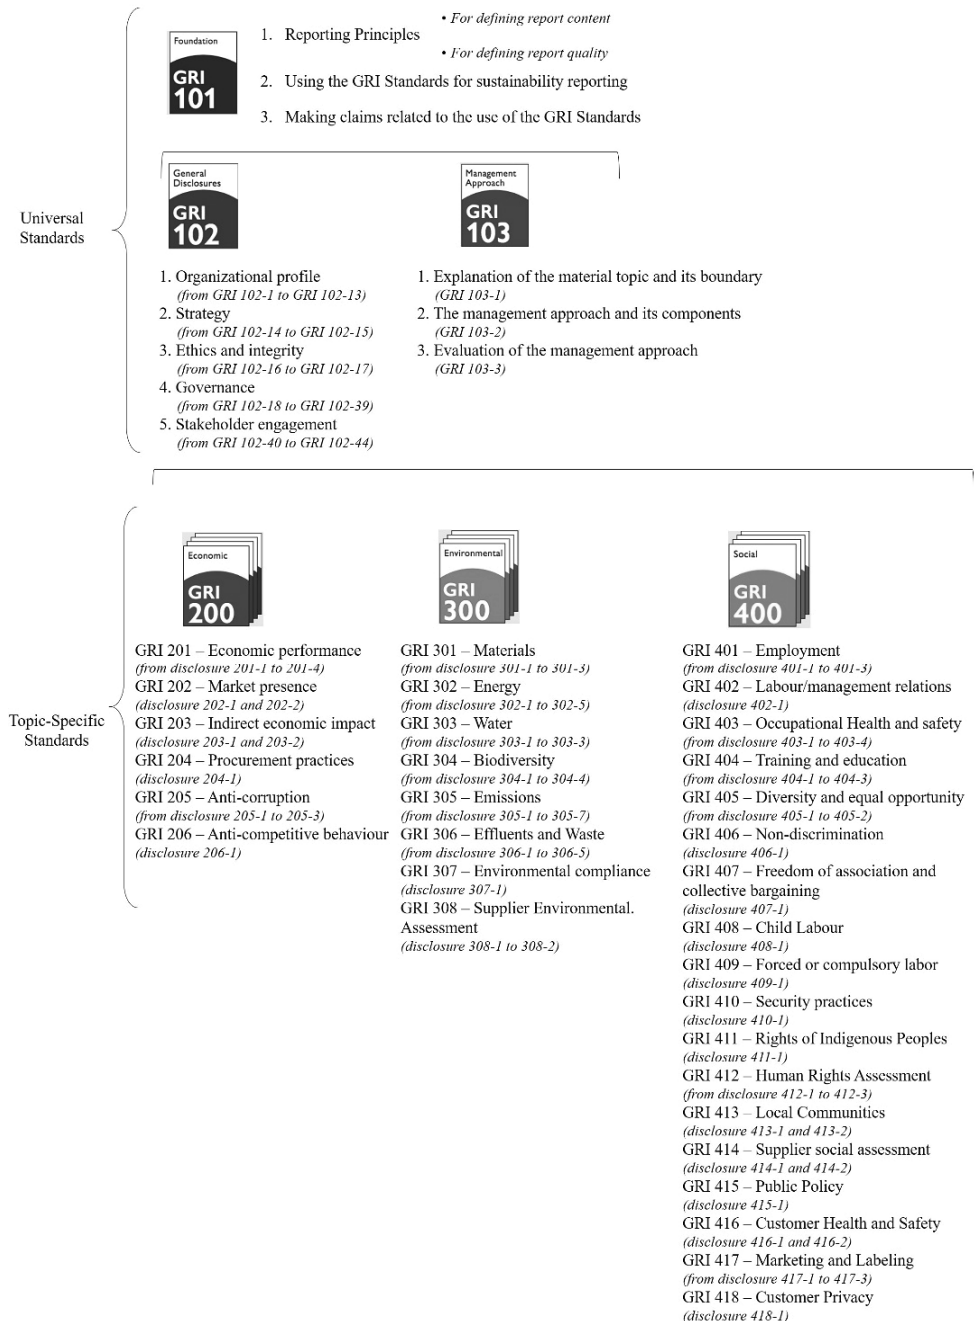 Foundation
GRI
101
1. Reporting Principles
• For defining report content
• For defining report quality
2. Using the GRI Standards for sustainability reporting
3. Making claims related to the use of the GRI Standards
Universal
Standards
General
Disclosures
GRI
102
1. Organizational profile
(from GRI 102-1 to GRI 102-13)
2. Strategy
(from GRI 102-14 to GRI 102-15)
3. Ethics and integrity
(from GRI 102-16 to GRI 102-17)
4. Governance
(from GRI 102-18 to GRI 102-39)
5. Stakeholder engagement
(from GRI 102-40 to GRI 102-44)
Management
Approach
GRI
103
1. Explanation of the material topic and its boundary
(GRI 103-1)
2. The management approach and its components
(GRI 103-2)
3. Evaluation of the management approach
(GRI 103-3)
Topic-Specific
Standards
Economic
GRI
200
GRI 201 – Economic performance
(from disclosure 201-1 to 201-4)
GRI 202 – Market presence
(disclosure 202-1 and 202-2)
GRI 203 – Indirect economic impact
(disclosure 203-1 and 203-2)
GRI 204 – Procurement practices
(disclosure 204-1)
GRI 205 – Anti-corruption
(from disclosure 205-1 to 205-3)
GRI 206 – Anti-competitive behaviour
(disclosure 206-1)
Environmental
GRI
300
GRI 301 – Materials
(from disclosure 301-1 to 301-3)
GRI 302 – Energy
(from disclosure 302-1 to 302-5)
GRI 303 – Water
(from disclosure 303-1 to 303-3)
GRI 304 – Biodiversity
(from disclosure 304-1 to 304-4)
GRI 305 – Emissions
(from disclosure 305-1 to 305-7)
GRI 306 – Effluents and Waste
(from disclosure 306-1 to 306-5)
GRI 307 – Environmental compliance
(disclosure 307-1)
GRI 308 – Supplier Environmental.
Assessment
(disclosure 308-1 to 308-2)
Social
GRI
400
GRI 401 – Employment
(from disclosure 401-1 to 401-3)
GRI 402 – Labour/management relations
(disclosure 402-1)
GRI 403 – Occupational Health and safety
(from disclosure 403-1 to 403-4)
GRI 404 – Training and education
(from disclosure 404-1 to 404-3)
GRI 405 – Diversity and equal opportunity
(from disclosure 405-1 to 405-2)
GRI 406 – Non-discrimination
(disclosure 406-1)
GRI 407 – Freedom of association and
collective bargaining
(disclosure 407-1)
GRI 408 – Child Labour
(disclosure 408-1)
GRI 409 – Forced or compulsory labor
(disclosure 409-1)
GRI 410 – Security practices
(disclosure 410-1)
GRI 411 – Rights of Indigenous Peoples
(disclosure 411-1)
GRI 412 – Human Rights Assessment
(from disclosure 412-1 to 412-3)
GRI 413 – Local Communities
(disclosure 413-1 and 413-2)
GRI 414 – Supplier social assessment
(disclosure 414-1 and 414-2)
GRI 415 – Public Policy
(disclosure 415-1)
GRI 416 – Customer Health and Safety
(disclosure 416-1 and 416-2)
GRI 417 – Marketing and Labeling
(from disclosure 417-1 to 417-3)
GRI 418 – Customer Privacy
(disclosure 418-1)